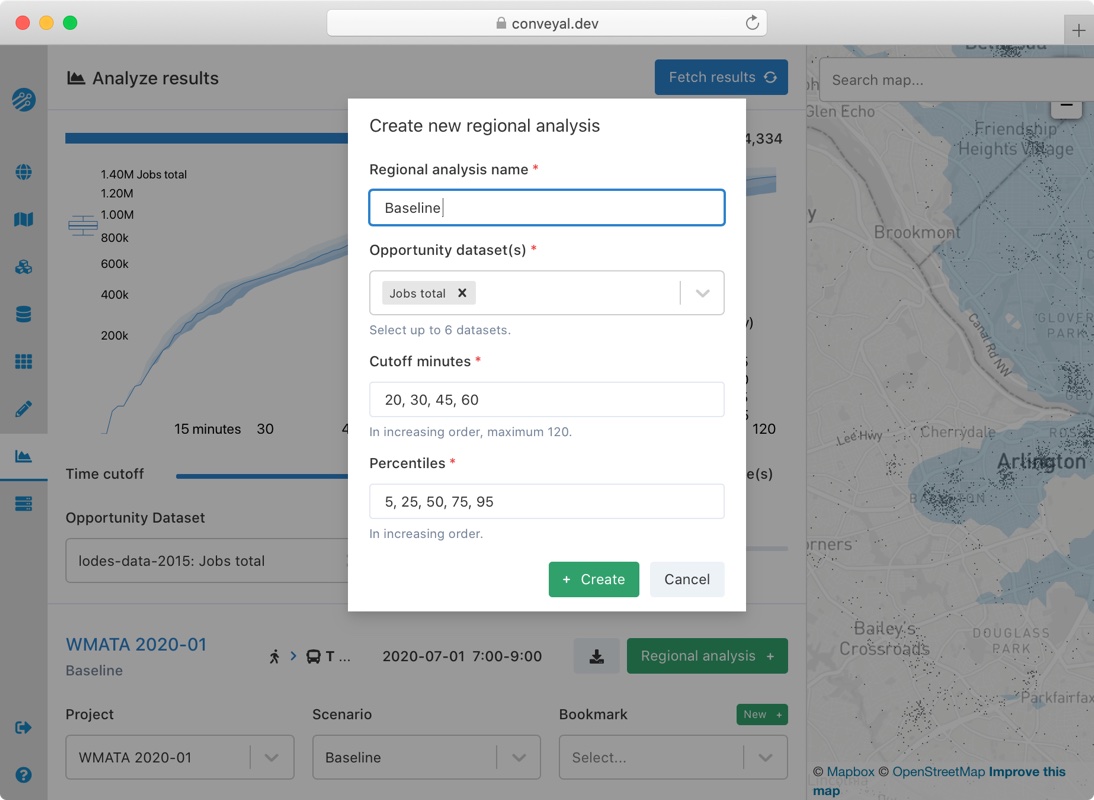 conveyal.dev
Analyze results
Fetch results
4,334
1.40M Jobs total
1.20M
1.00M
800k
600k
400k
200k
15 minutes 30 4
120
Time cutoff
e(s)
Opportunity Dataset
lodes-data-2015: Jobs total
Create new regional analysis
Regional analysis name *
Baseline
Opportunity dataset(s) *
Jobs total
Select up to 6 datasets.
Cutoff minutes *
20, 30, 45, 60
In increasing order, maximum 120.
Percentiles *
5, 25, 50, 75, 95
In increasing order.
+ Create
Cancel
WMATA 2020-01
Baseline
T ...
2020-07-01 7:00-9:00
Regional analysis +
Project
Scenario
Bookmark
New +
WMATA 2020-01
Baseline
Select...
Bethesda
Search map...
Glen Echo
Friendship
Heights Village
Brookmont
Canal Rd NW
GLOVER
PARK
Lee Hwy
Cherrydale
Arlington
Bailey's
Crossroads
DOUGLASS
PARK
Parkfairfax
© Mapbox © OpenStreetMap Improve this
map